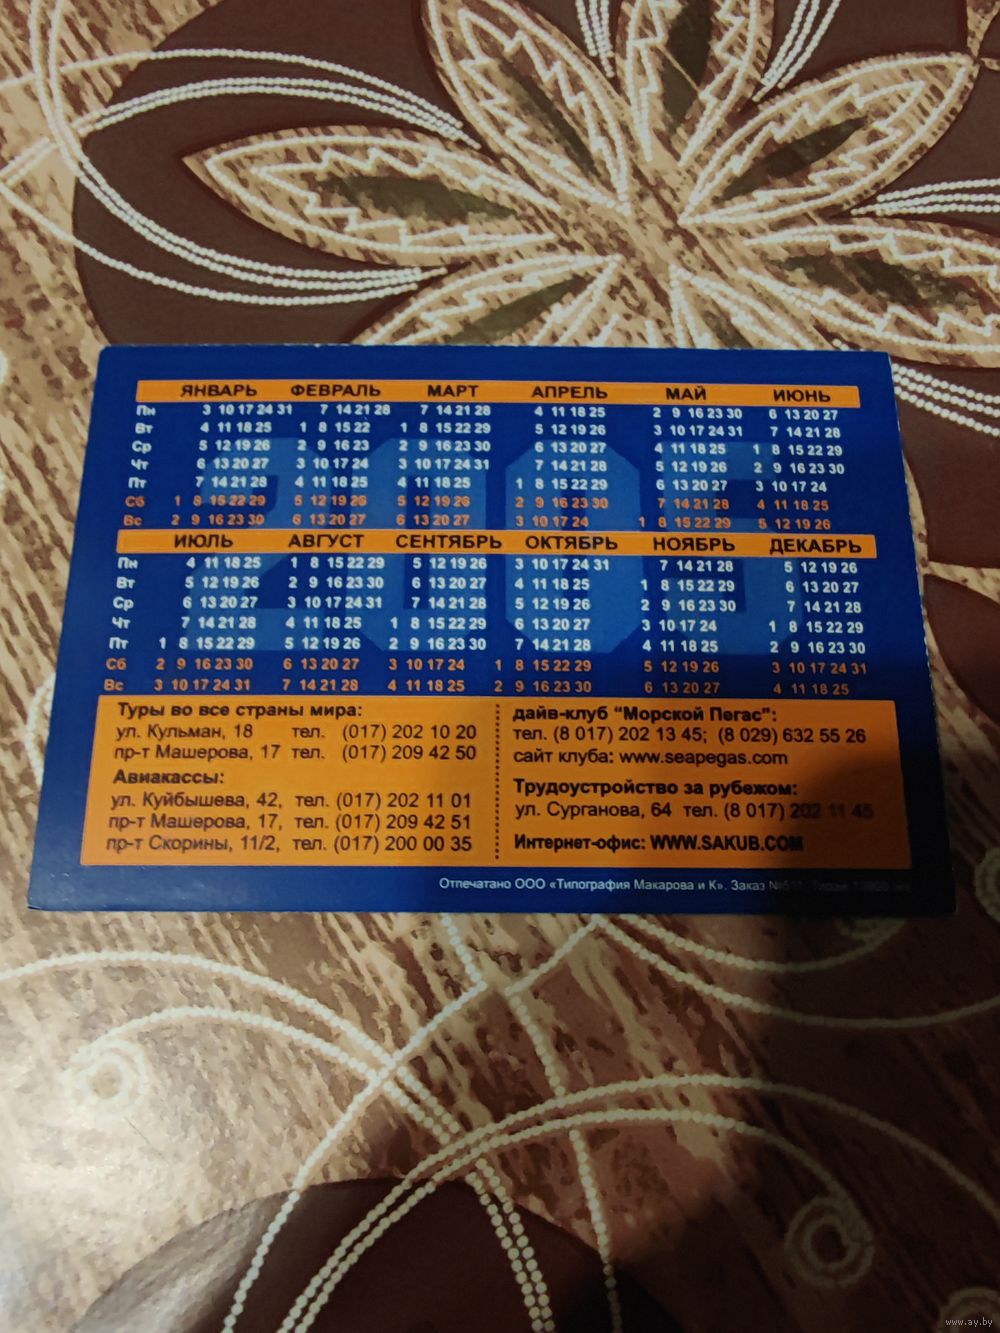 ЯНВАРЬ ФЕВРАЛЬ МАРТ АПРЕЛЬ МАЙ ИЮНЬ
Пн 3 10 17 24 31 7 14 21 28 7 14 21 28 4 11 18 25 2 9 16 23 30 6 13 20 27
Вт 4 11 18 25 1 8 15 22 1 8 15 22 29 5 12 19 26 3 10 17 24 31 7 14 21 28
Ср 5 12 19 26 2 9 16 23 2 9 16 23 30 6 13 20 27 4 11 18 25 1 8 15 22 29
Чт 6 13 20 27 3 10 17 24 3 10 17 24 31 7 14 21 28 5 12 19 26 2 9 16 23 30
Пт 7 14 21 28 4 11 18 25 4 11 18 25 1 8 15 22 29 6 13 20 27 3 10 17 24
Сб 1 8 15 22 29 5 12 19 26 5 12 19 26 2 9 16 23 30 7 14 21 28 4 11 18 25
Вс 2 9 16 23 30 6 13 20 27 6 13 20 27 3 10 17 24 1 8 15 22 29 5 12 19 26
2005
ИЮЛЬ АВГУСТ СЕНТЯБРЬ ОКТЯБРЬ НОЯБРЬ ДЕКАБРЬ
Пн 4 11 18 25 1 8 15 22 29 5 12 19 26 3 10 17 24 31 7 14 21 28 5 12 19 26
Вт 5 12 19 26 2 9 16 23 30 6 13 20 27 4 11 18 25 1 8 15 22 29 6 13 20 27
Ср 6 13 20 27 3 10 17 24 31 7 14 21 28 5 12 19 26 2 9 16 23 30 7 14 21 28
Чт 7 14 21 28 4 11 18 25 1 8 15 22 29 6 13 20 27 3 10 17 24 1 8 15 22 29
Пт 1 8 15 22 29 5 12 19 26 2 9 16 23 30 7 14 21 28 4 11 18 25 2 9 16 23 30
Сб 2 9 16 23 30 6 13 20 27 3 10 17 24 1 8 15 22 29 5 12 19 26 3 10 17 24 31
Вс 3 10 17 24 31 7 14 21 28 4 11 18 25 2 9 16 23 30 6 13 20 27 4 11 18 25
Туры во все страны мира:
ул. Кульман, 18 тел. (017) 202 10 20
пр-т Машерова, 17 тел. (017) 209 42 50
Авиакассы:
ул. Куйбышева, 42, тел. (017) 202 11 01
пр-т Машерова, 17, тел. (017) 209 42 51
пр-т Скорины, 11/2, тел. (017) 200 00 35
дайв-клуб "Морской Пегас":
тел. (8 017) 202 13 45; (8 029) 632 55 26
сайт клуба: www.seapegas.com
Трудоустройство за рубежом:
ул. Сурганова, 64 тел. (8 017) 202 11 45
Интернет-офис: WWW.SAKUB.COM
Отпечатано ООО «Типография Макарова и К». Заказ
www.ay.by